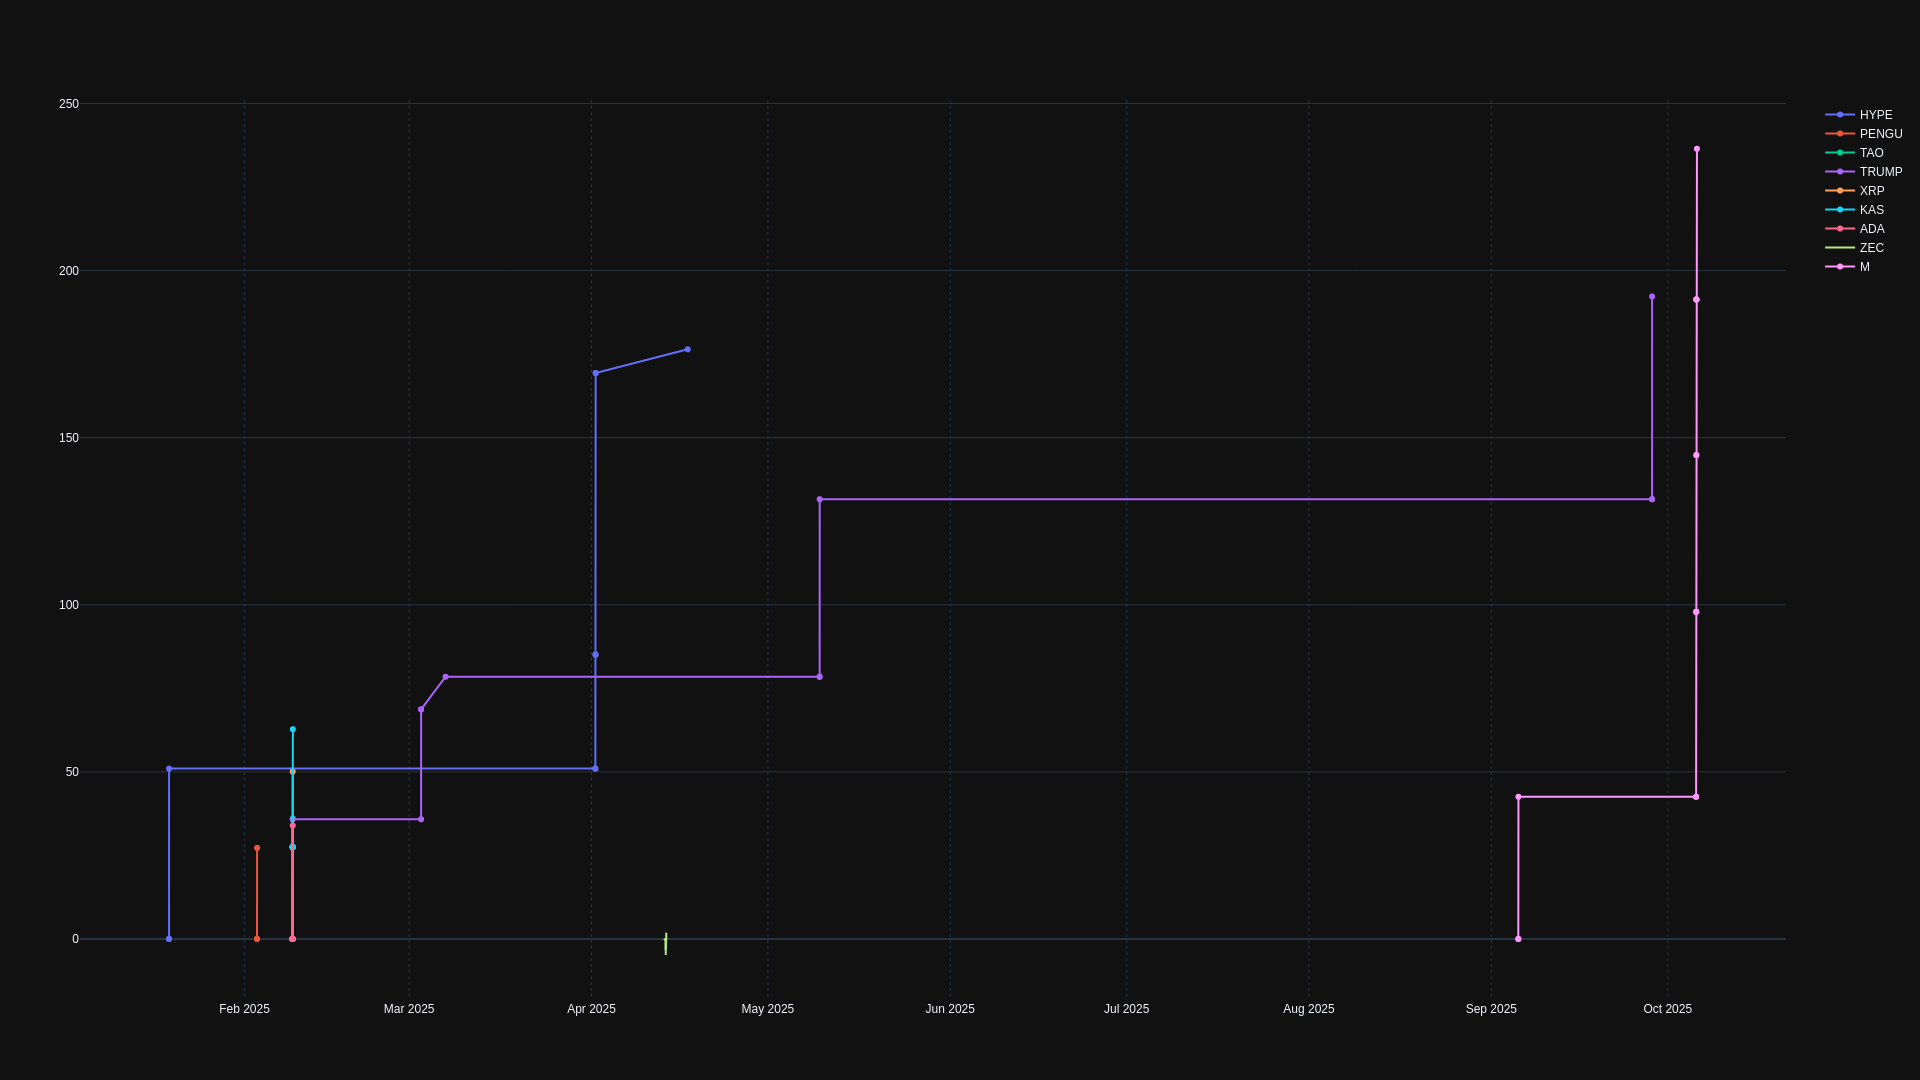 250
200
150
100
50
0
Feb 2025
Mar 2025
Apr 2025
May 2025
Jun 2025
Jul 2025
Aug 2025
Sep 2025
Oct 2025
HYPE
PENGU
TAO
TRUMP
XRP
KAS
ADA
ZEC
M